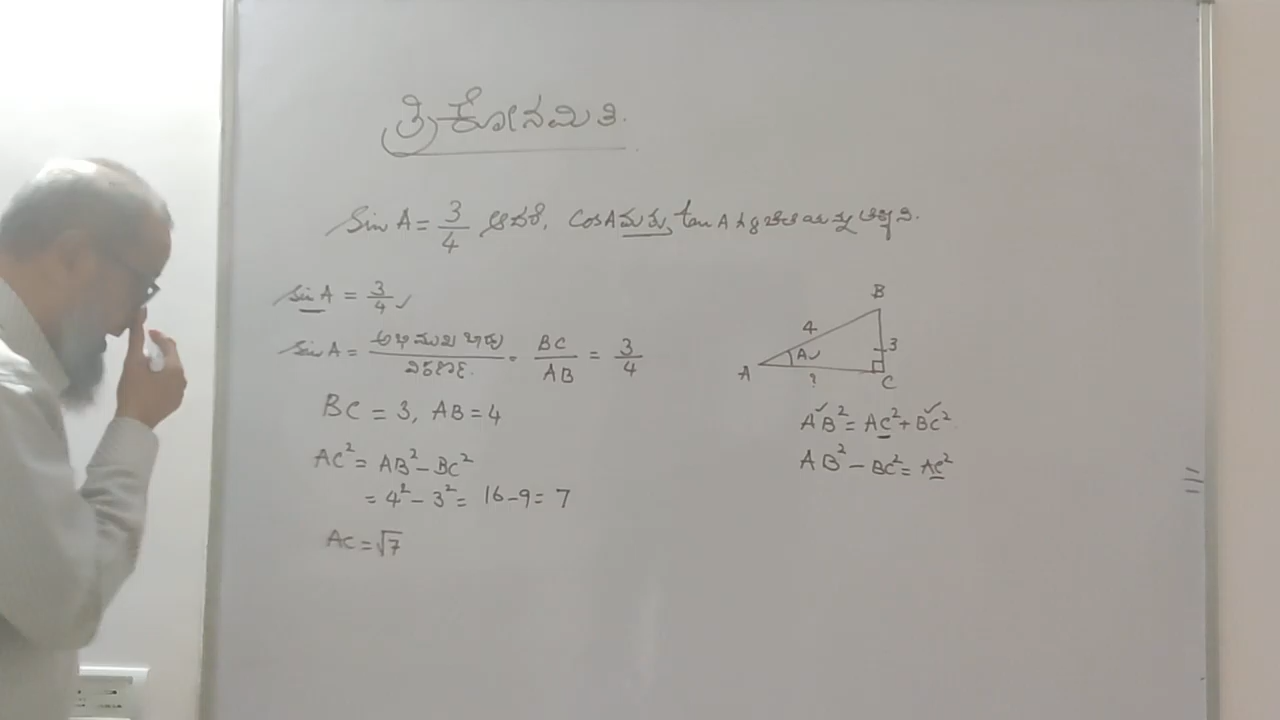 ತ್ರಿಕೋನಮಿತಿ.
Sin A = 3/4 ಆದರೆ, cosA ಮತ್ತು tan A ಗಳ ಬೆಲೆಯನ್ನು
Sin A = 3/4 ✓
Sin A = ಅಭಿಮುಖ ಬಾಹು/ವಿಕರ್ಣ = BC/AB = 3/4
BC = 3, AB = 4
AC² = AB² - BC²
= 4² - 3² = 16 - 9 = 7
AC = √7
B
4
3
A
A
?
C
AB² = AC² + BC²
AB² - BC² = AC²